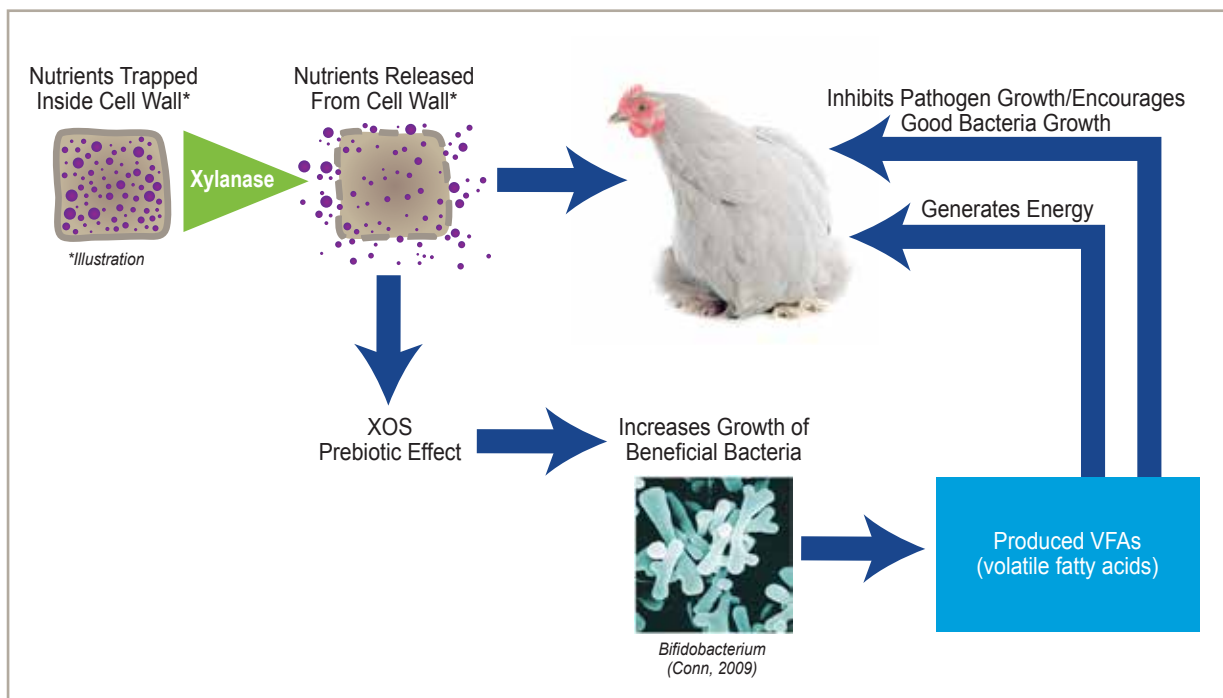 Nutrients Trapped
Inside Cell Wall*
Nutrients Released
From Cell Wall*
Xylanase
*Illustration
Inhibits Pathogen Growth/Encourages
Good Bacteria Growth
Generates Energy
XOS
Prebiotic Effect
Increases Growth of
Beneficial Bacteria
Bifidobacterium
(Conn, 2009)
Produced VFAs
(volatile fatty acids)